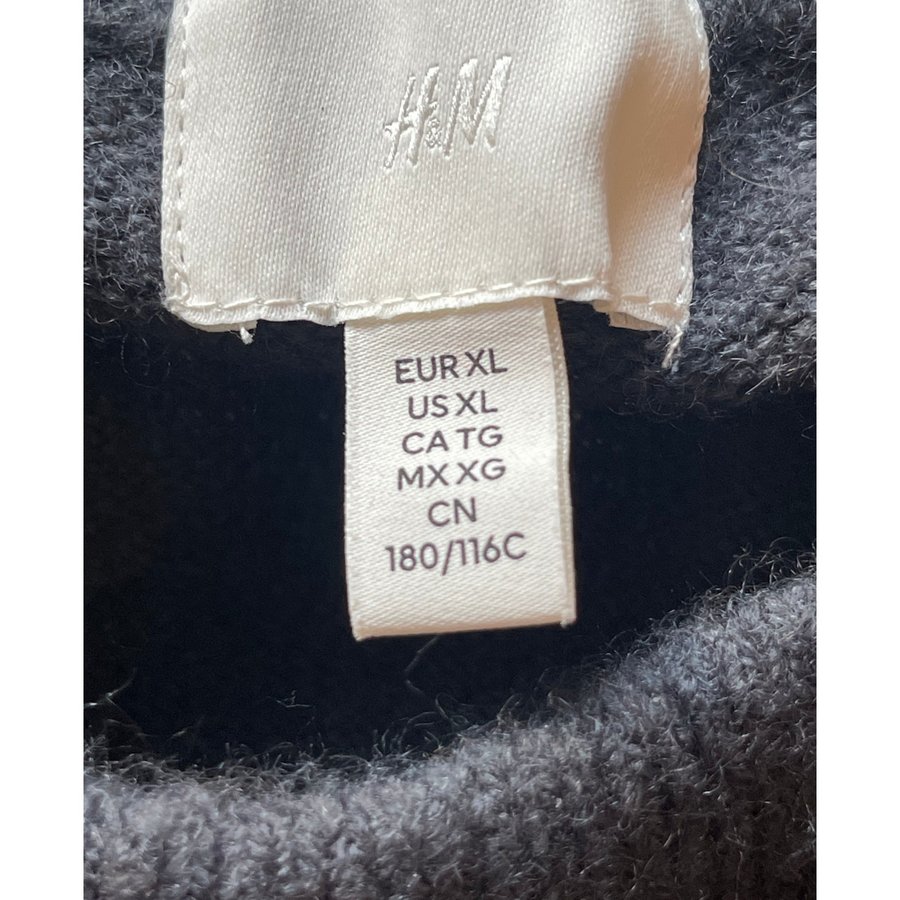 H&M
EUR XL
US XL
CA TG
MX XG
CN
180/116C